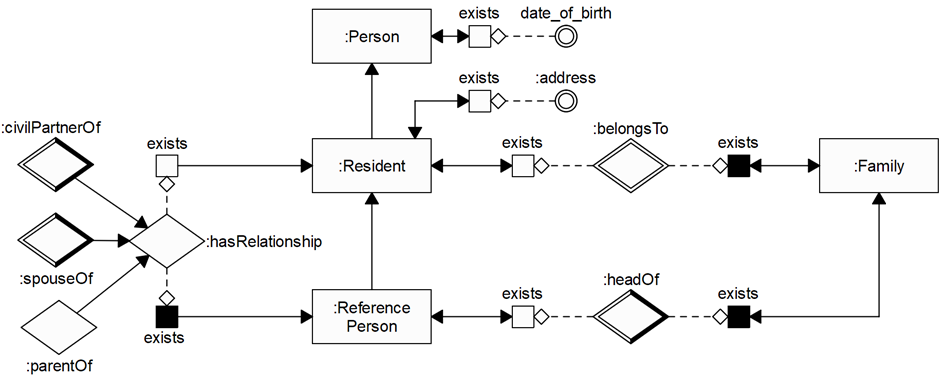 exists
date_of_birth
:Person
exists
:address
:civilPartnerOf
exists
exists
:belongsTo
exists
:Resident
:Family
:hasRelationship
:spouseOf
exists
:headOf
exists
:Reference
Person
exists
:parentOf